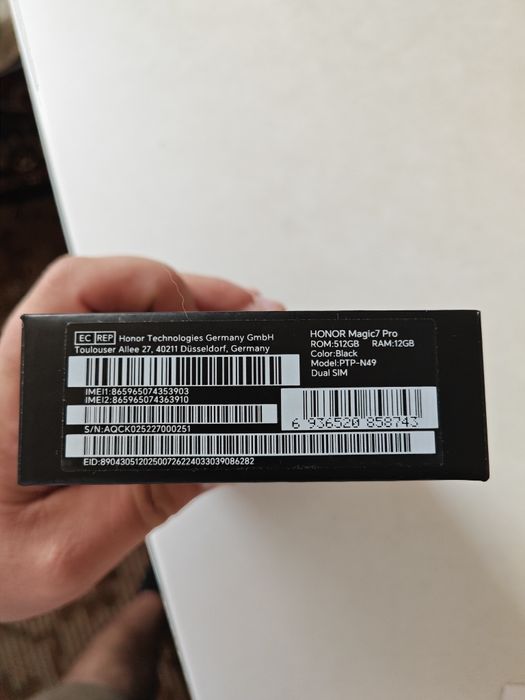 EC REP Honor Technologies Germany GmbH
Toulouser Allee 27, 40211 Düsseldorf, Germany
IMEI1:865965074353903
IMEI2:865965074363910
S/N:AQCK025227000251
EID:89043051202500726224033039086282
HONOR Magic7 Pro
ROM:512GB RAM:12GB
Color:Black
Model:PTP-N49
Dual SIM
6 936520 858743